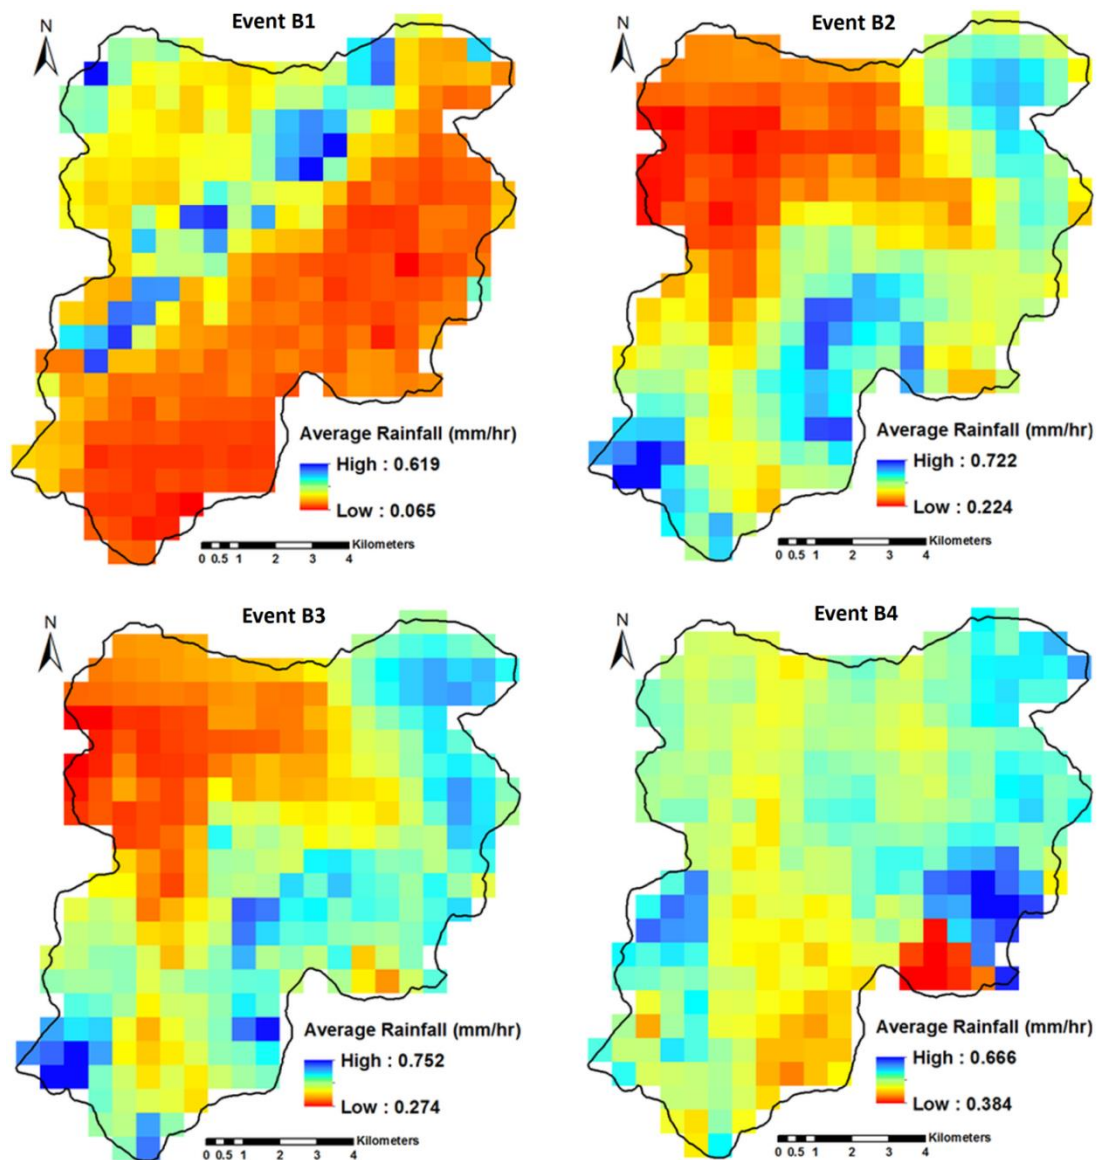 Event B1
N
Average Rainfall (mm/hr)
High : 0.619
Low : 0.065
0 0.5 1 2 3 4 Kilometers
Event B2
N
Average Rainfall (mm/hr)
High : 0.722
Low : 0.224
0 0.5 1 2 3 4 Kilometers
Event B3
N
Average Rainfall (mm/hr)
High : 0.752
Low : 0.274
0 0.5 1 2 3 4 Kilometers
Event B4
N
Average Rainfall (mm/hr)
High : 0.666
Low : 0.384
0 0.5 1 2 3 4 Kilometers